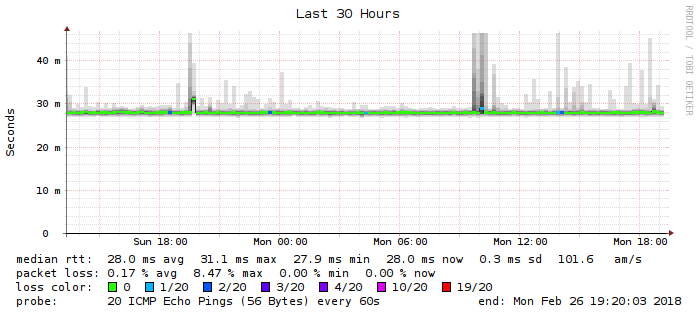 Last 30 Hours
RRDTOOL / TOBI OETIKER
Seconds
40 m
30 m
20 m
10 m
0
Sun 18:00 Mon 00:00 Mon 06:00 Mon 12:00 Mon 18:00
median rtt: 28.0 ms avg 31.1 ms max 27.9 ms min 28.0 ms now 0.3 ms sd 101.6 am/s
packet loss: 0.17 % avg 8.47 % max 0.00 % min 0.00 % now
loss color: 0 1/20 2/20 3/20 4/20 10/20 19/20
probe: 20 ICMP Echo Pings (56 Bytes) every 60s end: Mon Feb 26 19:20:03 2018